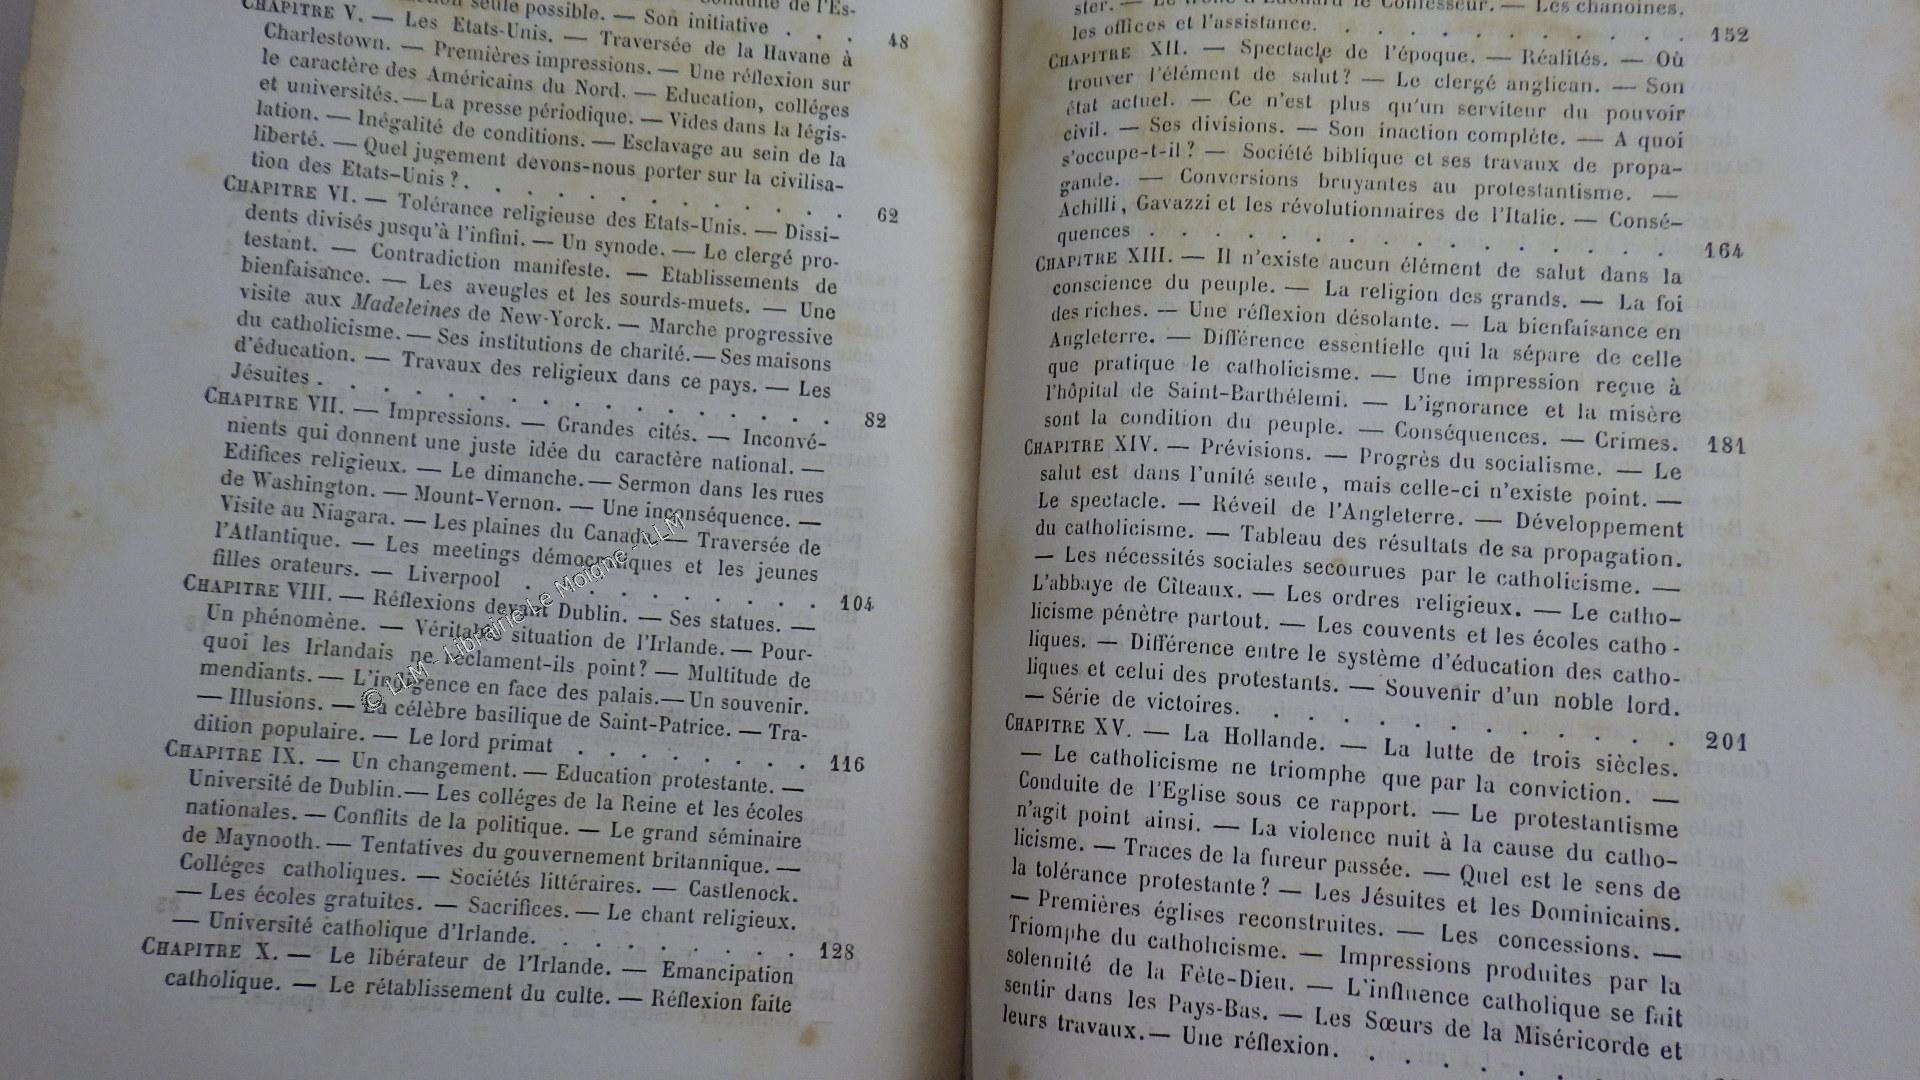 seule possible. — Son initiative . . . 48
CHAPITRE V. — Les Etats-Unis. — Traversée de la Havane à
Charlestown. — Premières impressions. — Une réflexion sur
le caractère des Américains du Nord. — Education, colléges
et universités. — La presse périodique. — Vides dans la légis-
lation. — Inégalité de conditions. — Esclavage au sein de la
liberté. — Quel jugement devons-nous porter sur la civilisa-
tion des Etats-Unis ? . . . . . . . . . . . 62
CHAPITRE VI. — Tolérance religieuse des Etats-Unis. — Dissi-
dents divisés jusqu'à l'infini. — Un synode. — Le clergé pro-
testant. — Contradiction manifeste. — Etablissements de
bienfaisance. — Les aveugles et les sourds-muets. — Une
visite aux Madeleines de New-Yorck. — Marche progressive
du catholicisme. — Ses institutions de charité. — Ses maisons
d'éducation. — Travaux des religieux dans ce pays. — Les
Jésuites . . . . . . . . . . . . . . . 82
CHAPITRE VII. — Impressions. — Grandes cités. — Inconvé-
nients qui donnent une juste idée du caractère national. —
Edifices religieux. — Le dimanche. — Sermon dans les rues
de Washington. — Mount-Vernon. — Une inconséquence. —
Visite au Niagara. — Les plaines du Canada. — Traversée de
l'Atlantique. — Les meetings démocratiques et les jeunes
filles orateurs. — Liverpool . . . . . . . . . 104
CHAPITRE VIII. — Réflexions devant Dublin. — Ses statues. —
Un phénomène. — Véritable situation de l'Irlande. — Pour-
quoi les Irlandais ne réclament-ils point? — Multitude de
mendiants. — L'indigence en face des palais. — Un souvenir.
— Illusions. — La célèbre basilique de Saint-Patrice. — Tra-
dition populaire. — Le lord primat . . . . . . . 116
CHAPITRE IX. — Un changement. — Education protestante. —
Université de Dublin. — Les colléges de la Reine et les écoles
nationales. — Conflits de la politique. — Le grand séminaire
de Maynooth. — Tentatives du gouvernement britannique. —
Colléges catholiques. — Sociétés littéraires. — Castlenock.
— Les écoles gratuites. — Sacrifices. — Le chant religieux.
— Université catholique d'Irlande. . . . . . . . 128
CHAPITRE X. — Le libérateur de l'Irlande. — Emancipation
catholique. — Le rétablissement du culte. — Réflexion faite
© LLM - Librairie Le Moigne - LLM
Confesseur. — Les chanoines,
les offices et l'assistance. . . . . . . . . . . 152
CHAPITRE XII. — Spectacle de l'époque. — Réalités. — Où
trouver l'élément de salut? — Le clergé anglican. — Son
état actuel. — Ce n'est plus qu'un serviteur du pouvoir
civil. — Ses divisions. — Son inaction complète. — A quoi
s'occupe-t-il? — Société biblique et ses travaux de propa-
gande. — Conversions bruyantes au protestantisme. —
Achilli, Gavazzi et les révolutionnaires de l'Italie. — Consé-
quences . . . . . . . . . . . . . . . 164
CHAPITRE XIII. — Il n'existe aucun élément de salut dans la
conscience du peuple. — La religion des grands. — La foi
des riches. — Une réflexion désolante. — La bienfaisance en
Angleterre. — Différence essentielle qui la sépare de celle
que pratique le catholicisme. — Une impression reçue à
l'hôpital de Saint-Barthélemi. — L'ignorance et la misère
sont la condition du peuple. — Conséquences. — Crimes. 181
CHAPITRE XIV. — Prévisions. — Progrès du socialisme. — Le
salut est dans l'unité seule, mais celle-ci n'existe point. —
Le spectacle. — Réveil de l'Angleterre. — Développement
du catholicisme. — Tableau des résultats de sa propagation.
— Les nécessités sociales secourues par le catholicisme. —
L'abbaye de Cîteaux. — Les ordres religieux. — Le catho-
licisme pénètre partout. — Les couvents et les écoles catho-
liques. — Différence entre le système d'éducation des catho-
liques et celui des protestants. — Souvenir d'un noble lord.
— Série de victoires. . . . . . . . . . . . 201
CHAPITRE XV. — La Hollande. — La lutte de trois siècles.
— Le catholicisme ne triomphe que par la conviction. —
Conduite de l'Eglise sous ce rapport. — Le protestantisme
n'agit point ainsi. — La violence nuit à la cause du catho-
licisme. — Traces de la fureur passée. — Quel est le sens de
la tolérance protestante? — Les Jésuites et les Dominicains.
— Premières églises reconstruites. — Les concessions. —
Triomphe du catholicisme. — Impressions produites par la
solennité de la Fête-Dieu. — L'influence catholique se fait
sentir dans les Pays-Bas. — Les Sœurs de la Miséricorde et
leurs travaux. — Une réflexion. . . . . . . .